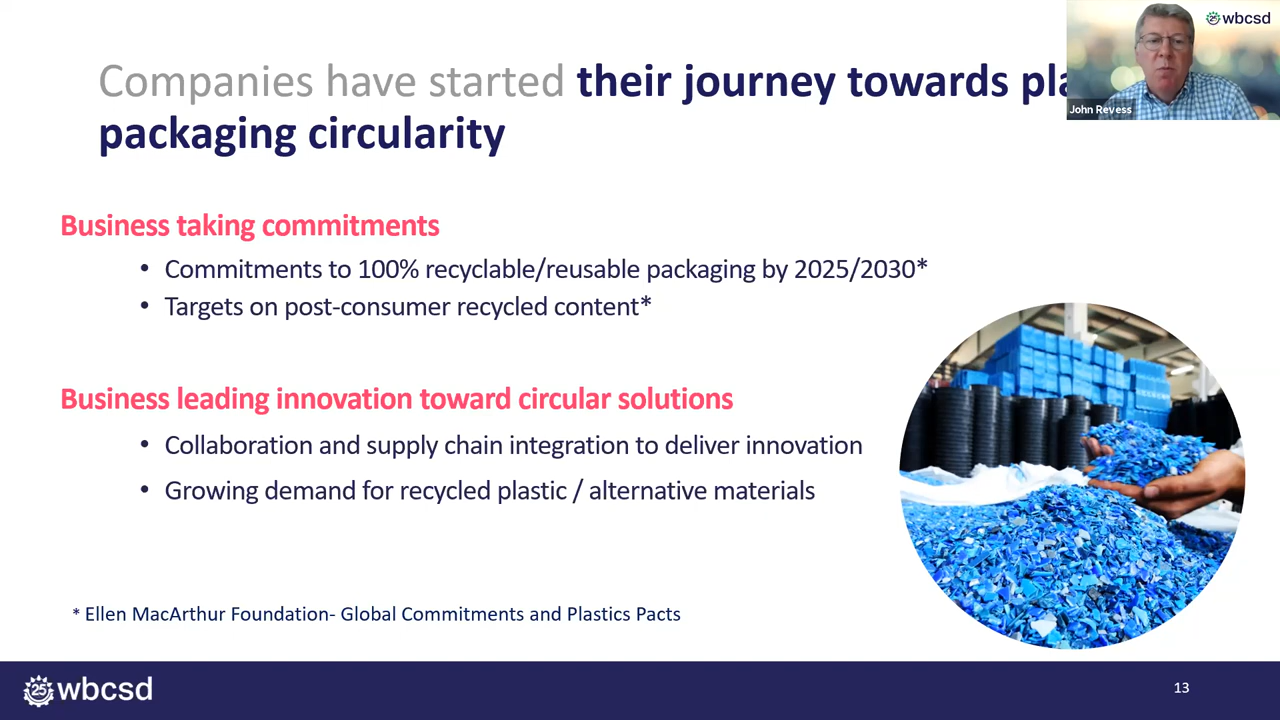 Companies have started their journey towards
packaging circularity
25 wbcsd
John Revess
Business taking commitments
• Commitments to 100% recyclable/reusable packaging by 2025/2030*
• Targets on post-consumer recycled content*
Business leading innovation toward circular solutions
• Collaboration and supply chain integration to deliver innovation
• Growing demand for recycled plastic / alternative materials
* Ellen MacArthur Foundation- Global Commitments and Plastics Pacts
25 wbcsd
13